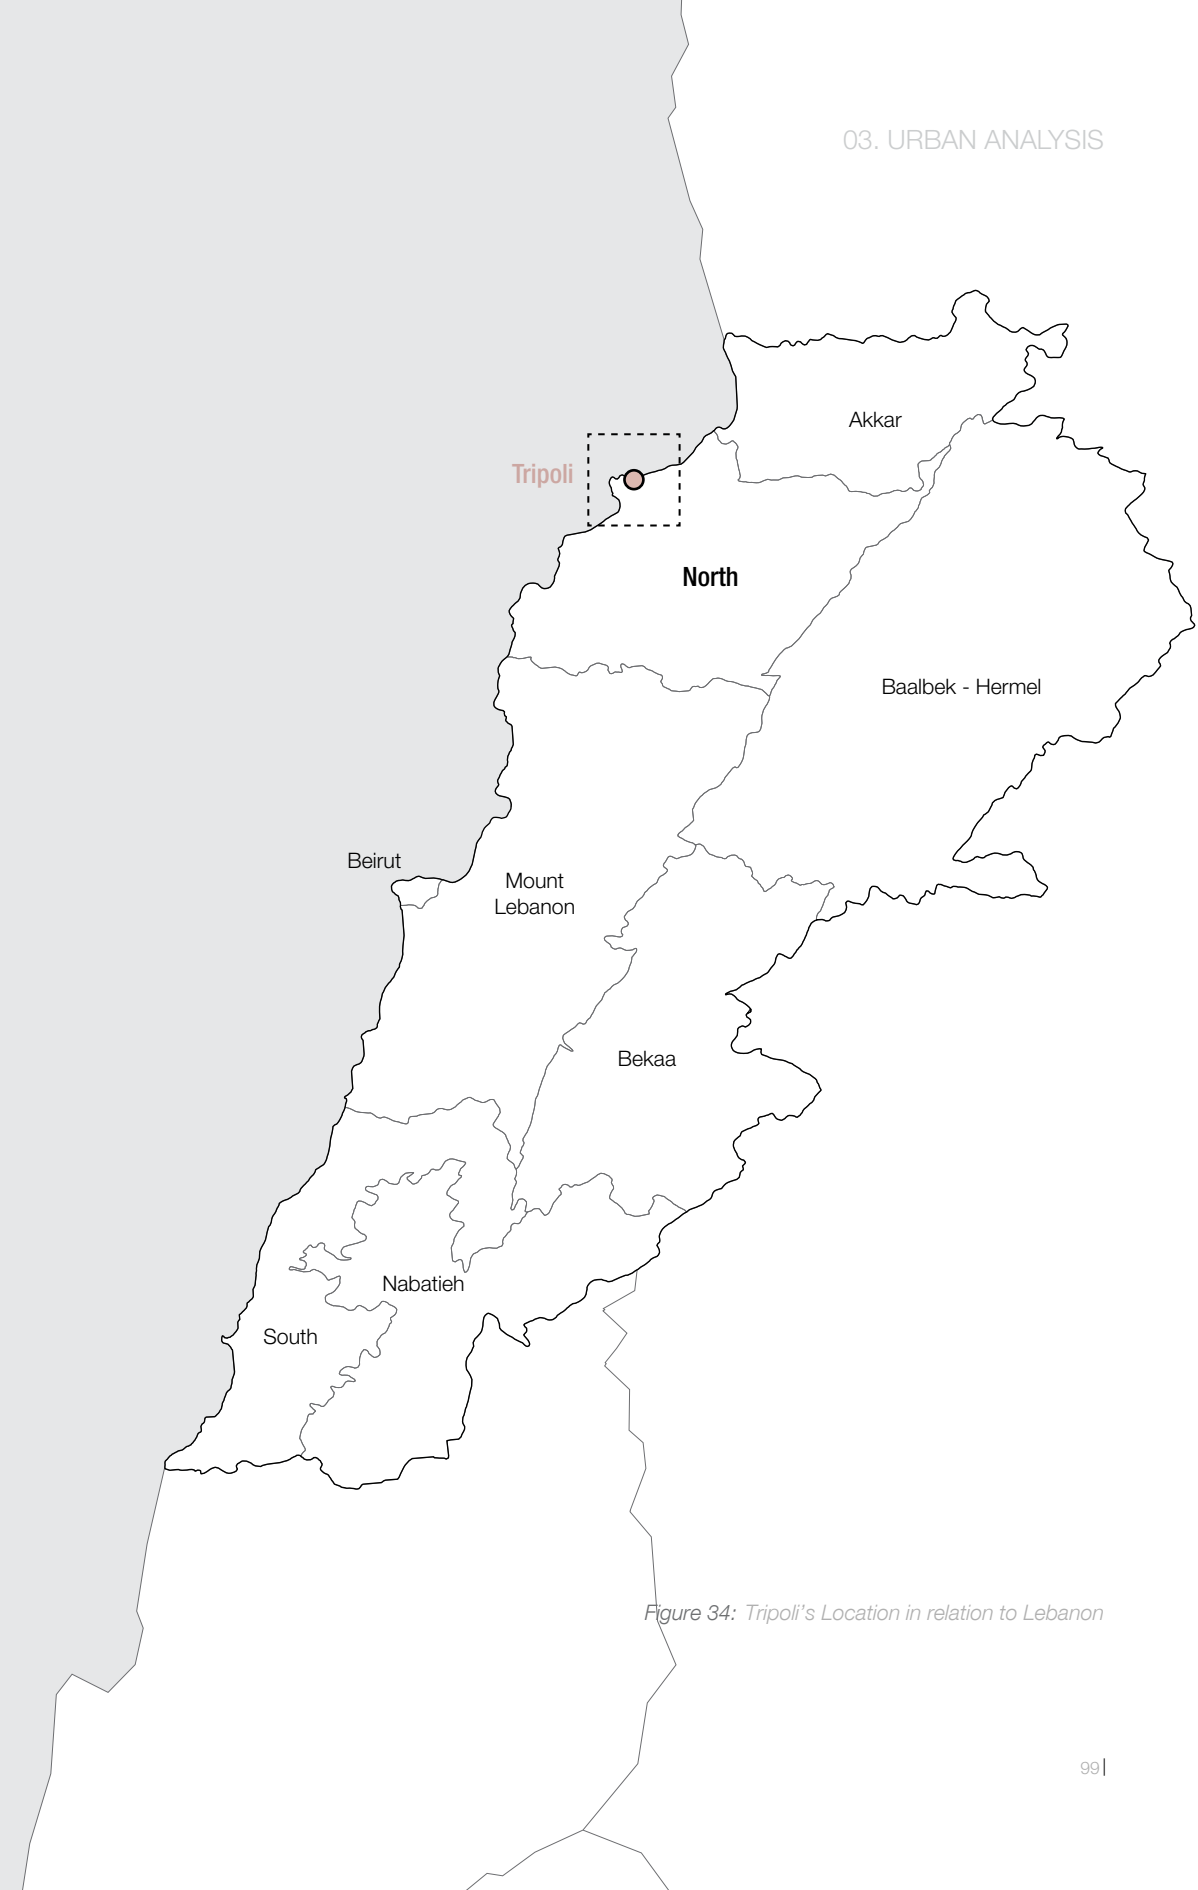 03. URBAN ANALYSIS
Akkar
Tripoli
North
Baalbek - Hermel
Beirut
Mount
Lebanon
Bekaa
Nabatieh
South
Figure 34: Tripoli's Location in relation to Lebanon
99|